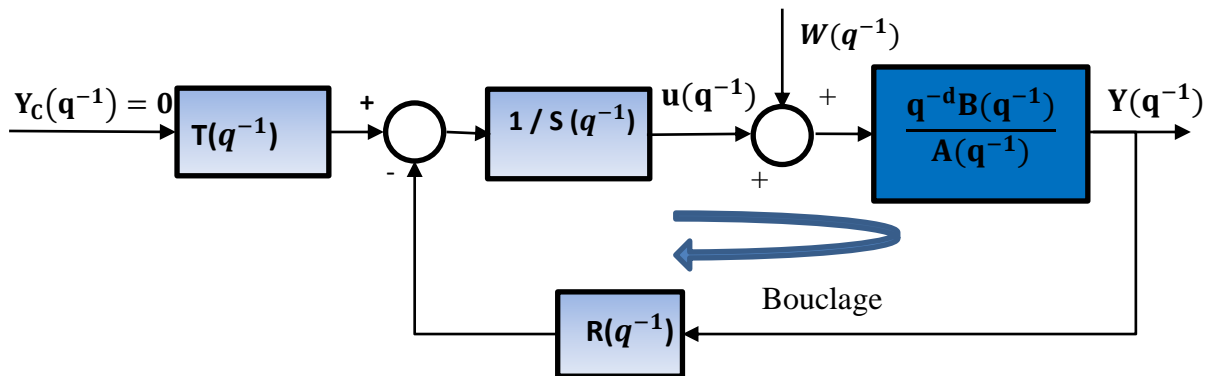 W(q⁻¹)
Y_C(q⁻¹) = 0
T(q⁻¹)
+
-
1 / S (q⁻¹)
u(q⁻¹)
+
+
q⁻ᵈB(q⁻¹)
A(q⁻¹)
Y(q⁻¹)
Bouclage
R(q⁻¹)